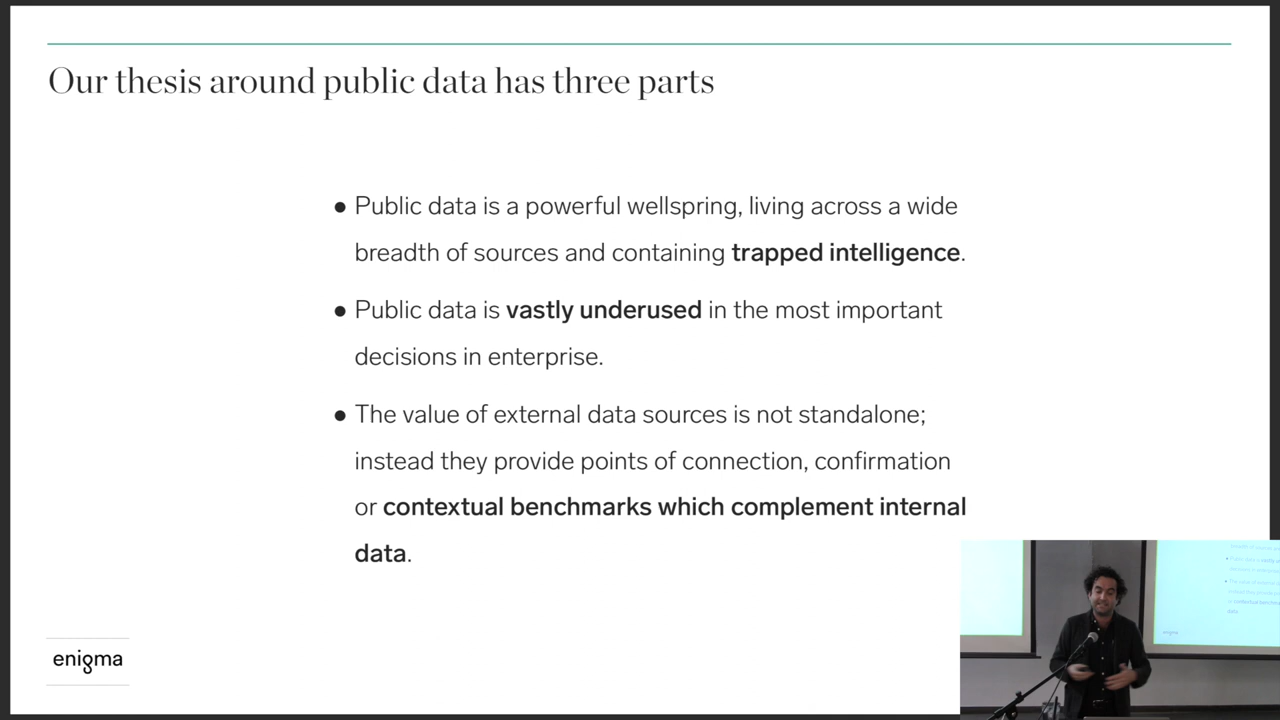 Our thesis around public data has three parts
● Public data is a powerful wellspring, living across a wide
breadth of sources and containing trapped intelligence.
● Public data is vastly underused in the most important
decisions in enterprise.
● The value of external data sources is not standalone;
instead they provide points of connection, confirmation
or contextual benchmarks which complement internal
data.
enigma